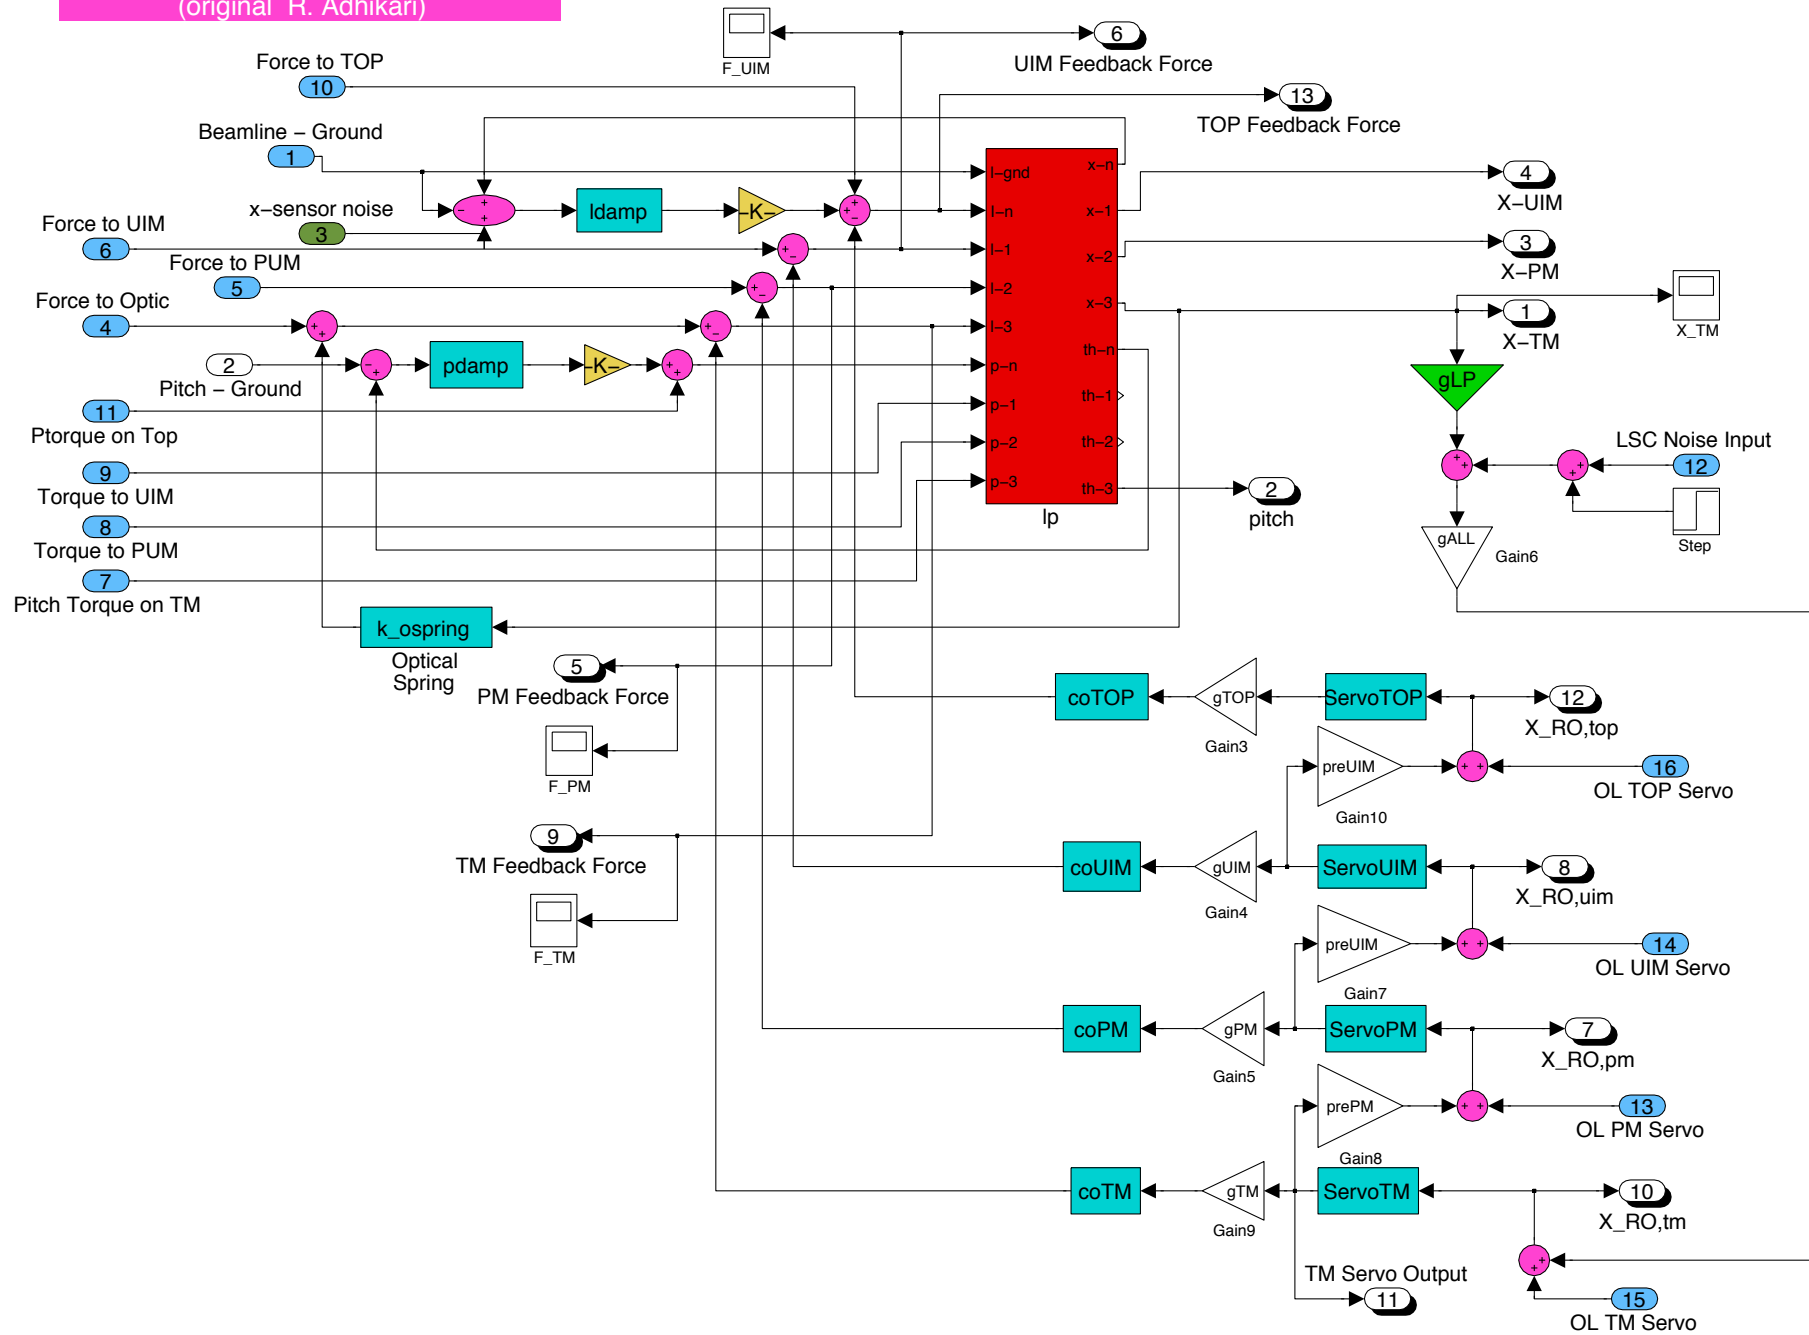 (original R. Adhikari)
F_UIM
6
UIM Feedback Force
Force to TOP
10
13
TOP Feedback Force
Beamline – Ground
1
x–sensor noise
3
ldamp
–K–
Force to UIM
6
Force to PUM
5
Force to Optic
4
2
Pitch – Ground
pdamp
–K–
11
Ptorque on Top
9
Torque to UIM
8
Torque to PUM
7
Pitch Torque on TM
l–gnd
l–n
l–1
l–2
l–3
p–n
p–1
p–2
p–3
x–n
x–1
x–2
x–3
th–n
th–1
th–2
th–3
lp
4
X–UIM
3
X–PM
1
X–TM
X_TM
2
pitch
gLP
LSC Noise Input
12
Step
gALL
Gain6
k_ospring
Optical
Spring
5
PM Feedback Force
F_PM
9
TM Feedback Force
F_TM
coTOP
gTOP
Gain3
ServoTOP
12
X_RO,top
preUIM
Gain10
16
OL TOP Servo
coUIM
gUIM
Gain4
ServoUIM
8
X_RO,uim
preUIM
Gain7
14
OL UIM Servo
coPM
gPM
Gain5
ServoPM
7
X_RO,pm
prePM
Gain8
13
OL PM Servo
coTM
gTM
Gain9
ServoTM
10
X_RO,tm
TM Servo Output
11
15
OL TM Servo